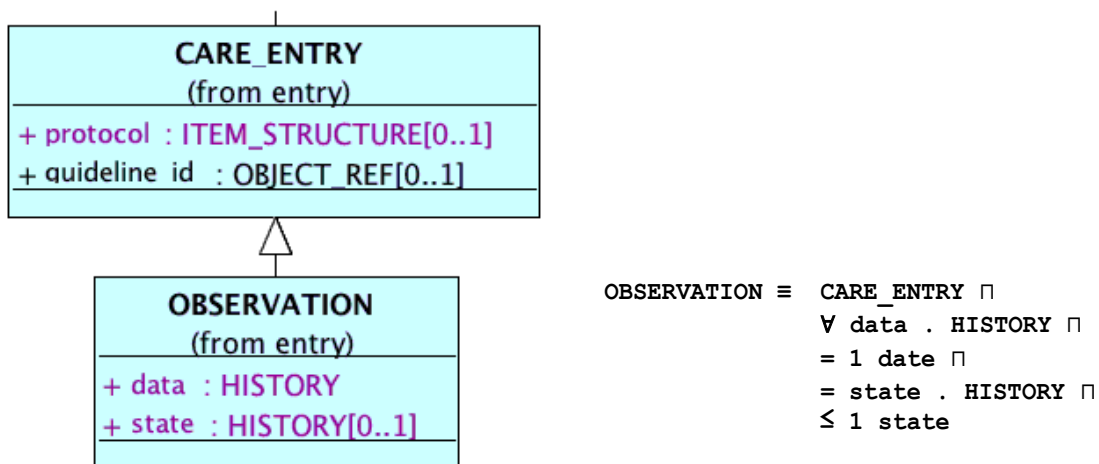 CARE_ENTRY
(from entry)
+ protocol : ITEM_STRUCTURE[0..1]
+ guideline_id : OBJECT_REF[0..1]
OBSERVATION
(from entry)
+ data : HISTORY
+ state : HISTORY[0..1]
OBSERVATION ≡ CARE_ENTRY ⊓
∀ data . HISTORY ⊓
= 1 date ⊓
= state . HISTORY ⊓
≤ 1 state